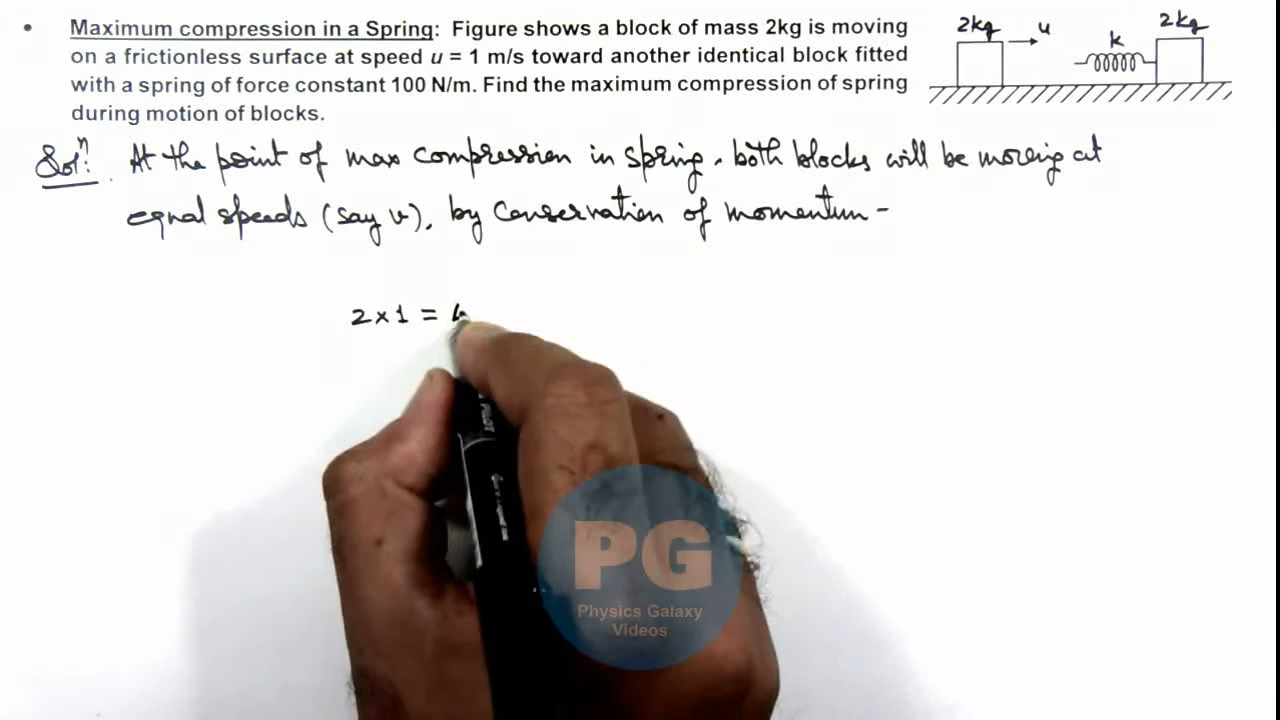 • Maximum compression in a Spring: Figure shows a block of mass 2kg is moving
on a frictionless surface at speed u = 1 m/s toward another identical block fitted
with a spring of force constant 100 N/m. Find the maximum compression of spring
during motion of blocks.
2kg u k 2kg
Solⁿ: At the point of max compression in spring, both blocks will be moving at
equal speeds (say v), by conservation of momentum -
2 × 1 =
PILOT
PG
Physics Galaxy
Videos